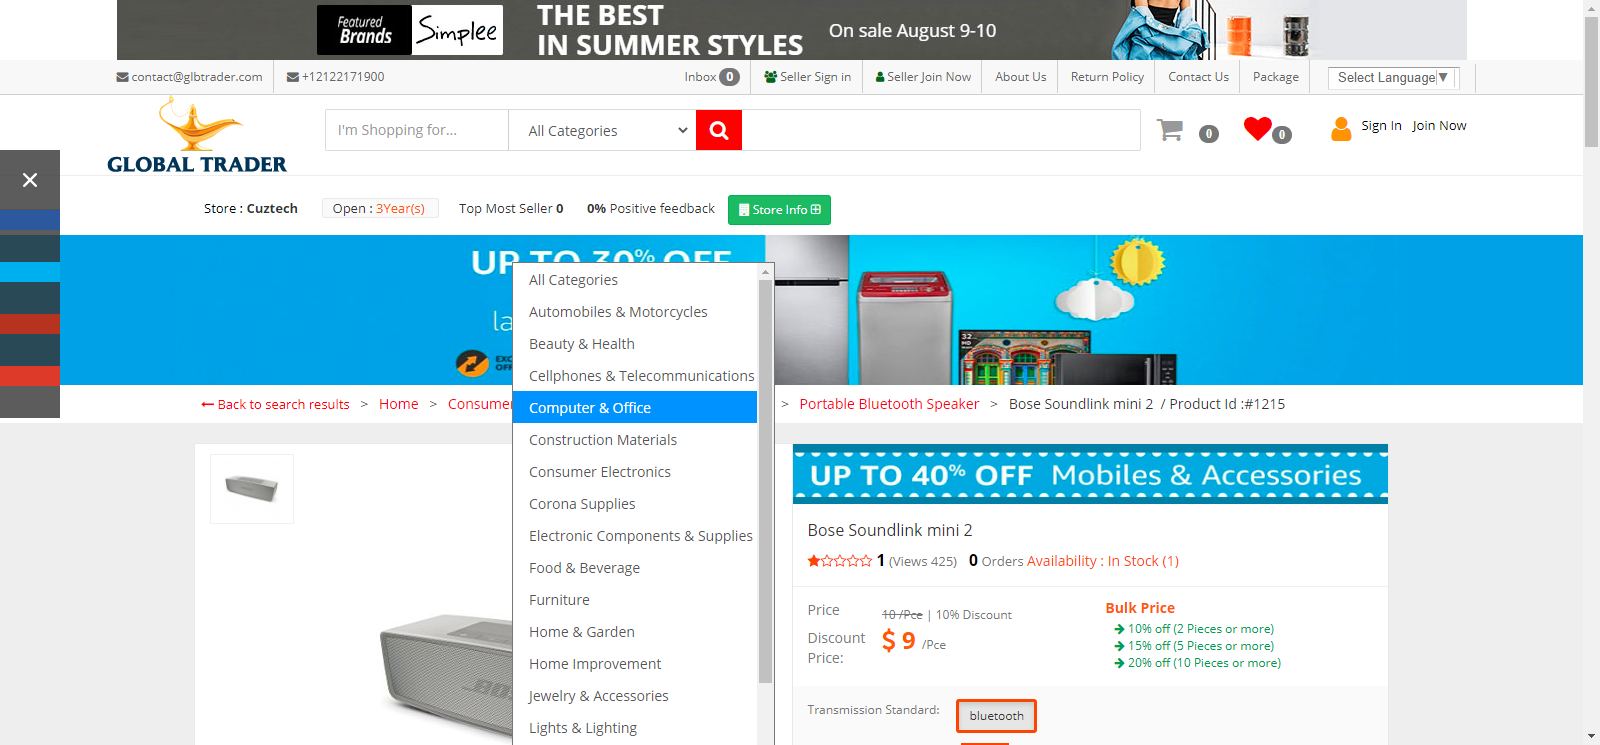 Featured
Brands
Simplee
THE BEST
IN SUMMER STYLES
On sale August 9-10
contact@glbtrader.com
+12122171900
Inbox 0
Seller Sign in
Seller Join Now
About Us
Return Policy
Contact Us
Package
Select Language ▼
GLOBAL TRADER
I'm Shopping for...
All Categories
0
0
Sign In
Join Now
Store : Cuztech
Open : 3Year(s)
Top Most Seller 0
0% Positive feedback
Store Info
UP TO 30% OFF
la
EXC
OFF
32
HD
Back to search results > Home > Consumer
> Portable Bluetooth Speaker > Bose Soundlink mini 2 / Product Id :#1215
All Categories
Automobiles & Motorcycles
Beauty & Health
Cellphones & Telecommunications
Computer & Office
Construction Materials
Consumer Electronics
Corona Supplies
Electronic Components & Supplies
Food & Beverage
Furniture
Home & Garden
Home Improvement
Jewelry & Accessories
Lights & Lighting
UP TO 40% OFF Mobiles & Accessories
Bose Soundlink mini 2
1 (Views 425) 0 Orders Availability : In Stock (1)
Price
10 /Pce | 10% Discount
Discount
Price:
$ 9 /Pce
Bulk Price
10% off (2 Pieces or more)
15% off (5 Pieces or more)
20% off (10 Pieces or more)
Transmission Standard:
bluetooth